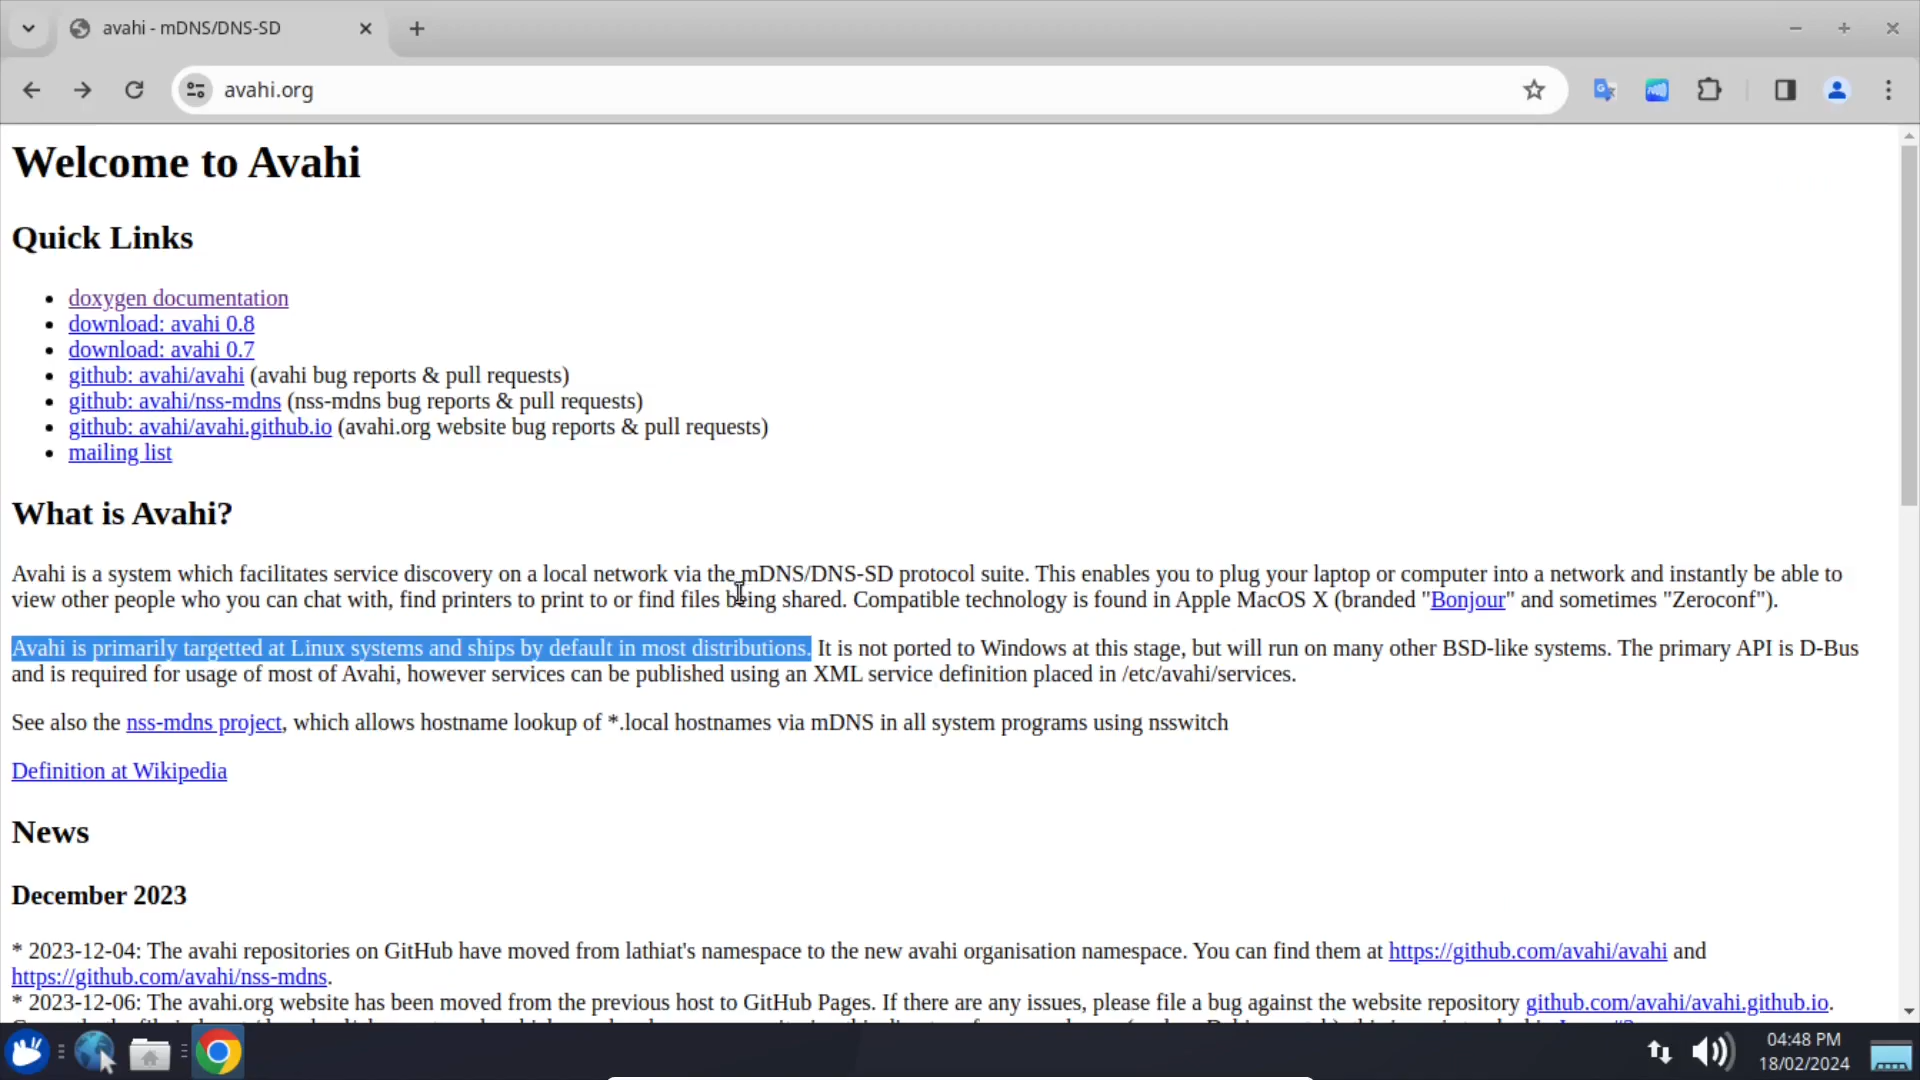 avahi - mDNS/DNS-SD
avahi.org
Welcome to Avahi
Quick Links
doxygen documentation
download: avahi 0.8
download: avahi 0.7
github: avahi/avahi (avahi bug reports & pull requests)
github: avahi/nss-mdns (nss-mdns bug reports & pull requests)
github: avahi/avahi.github.io (avahi.org website bug reports & pull requests)
mailing list
What is Avahi?
Avahi is a system which facilitates service discovery on a local network via the mDNS/DNS-SD protocol suite. This enables you to plug your laptop or computer into a network and instantly be able to
view other people who you can chat with, find printers to print to or find files being shared. Compatible technology is found in Apple MacOS X (branded "Bonjour" and sometimes "Zeroconf").
Avahi is primarily targetted at Linux systems and ships by default in most distributions. It is not ported to Windows at this stage, but will run on many other BSD-like systems. The primary API is D-Bus
and is required for usage of most of Avahi, however services can be published using an XML service definition placed in /etc/avahi/services.
See also the nss-mdns project, which allows hostname lookup of *.local hostnames via mDNS in all system programs using nsswitch
Definition at Wikipedia
News
December 2023
* 2023-12-04: The avahi repositories on GitHub have moved from lathiat's namespace to the new avahi organisation namespace. You can find them at https://github.com/avahi/avahi and
https://github.com/avahi/nss-mdns.
* 2023-12-06: The avahi.org website has been moved from the previous host to GitHub Pages. If there are any issues, please file a bug against the website repository github.com/avahi/avahi.github.io.
04:48 PM
18/02/2024